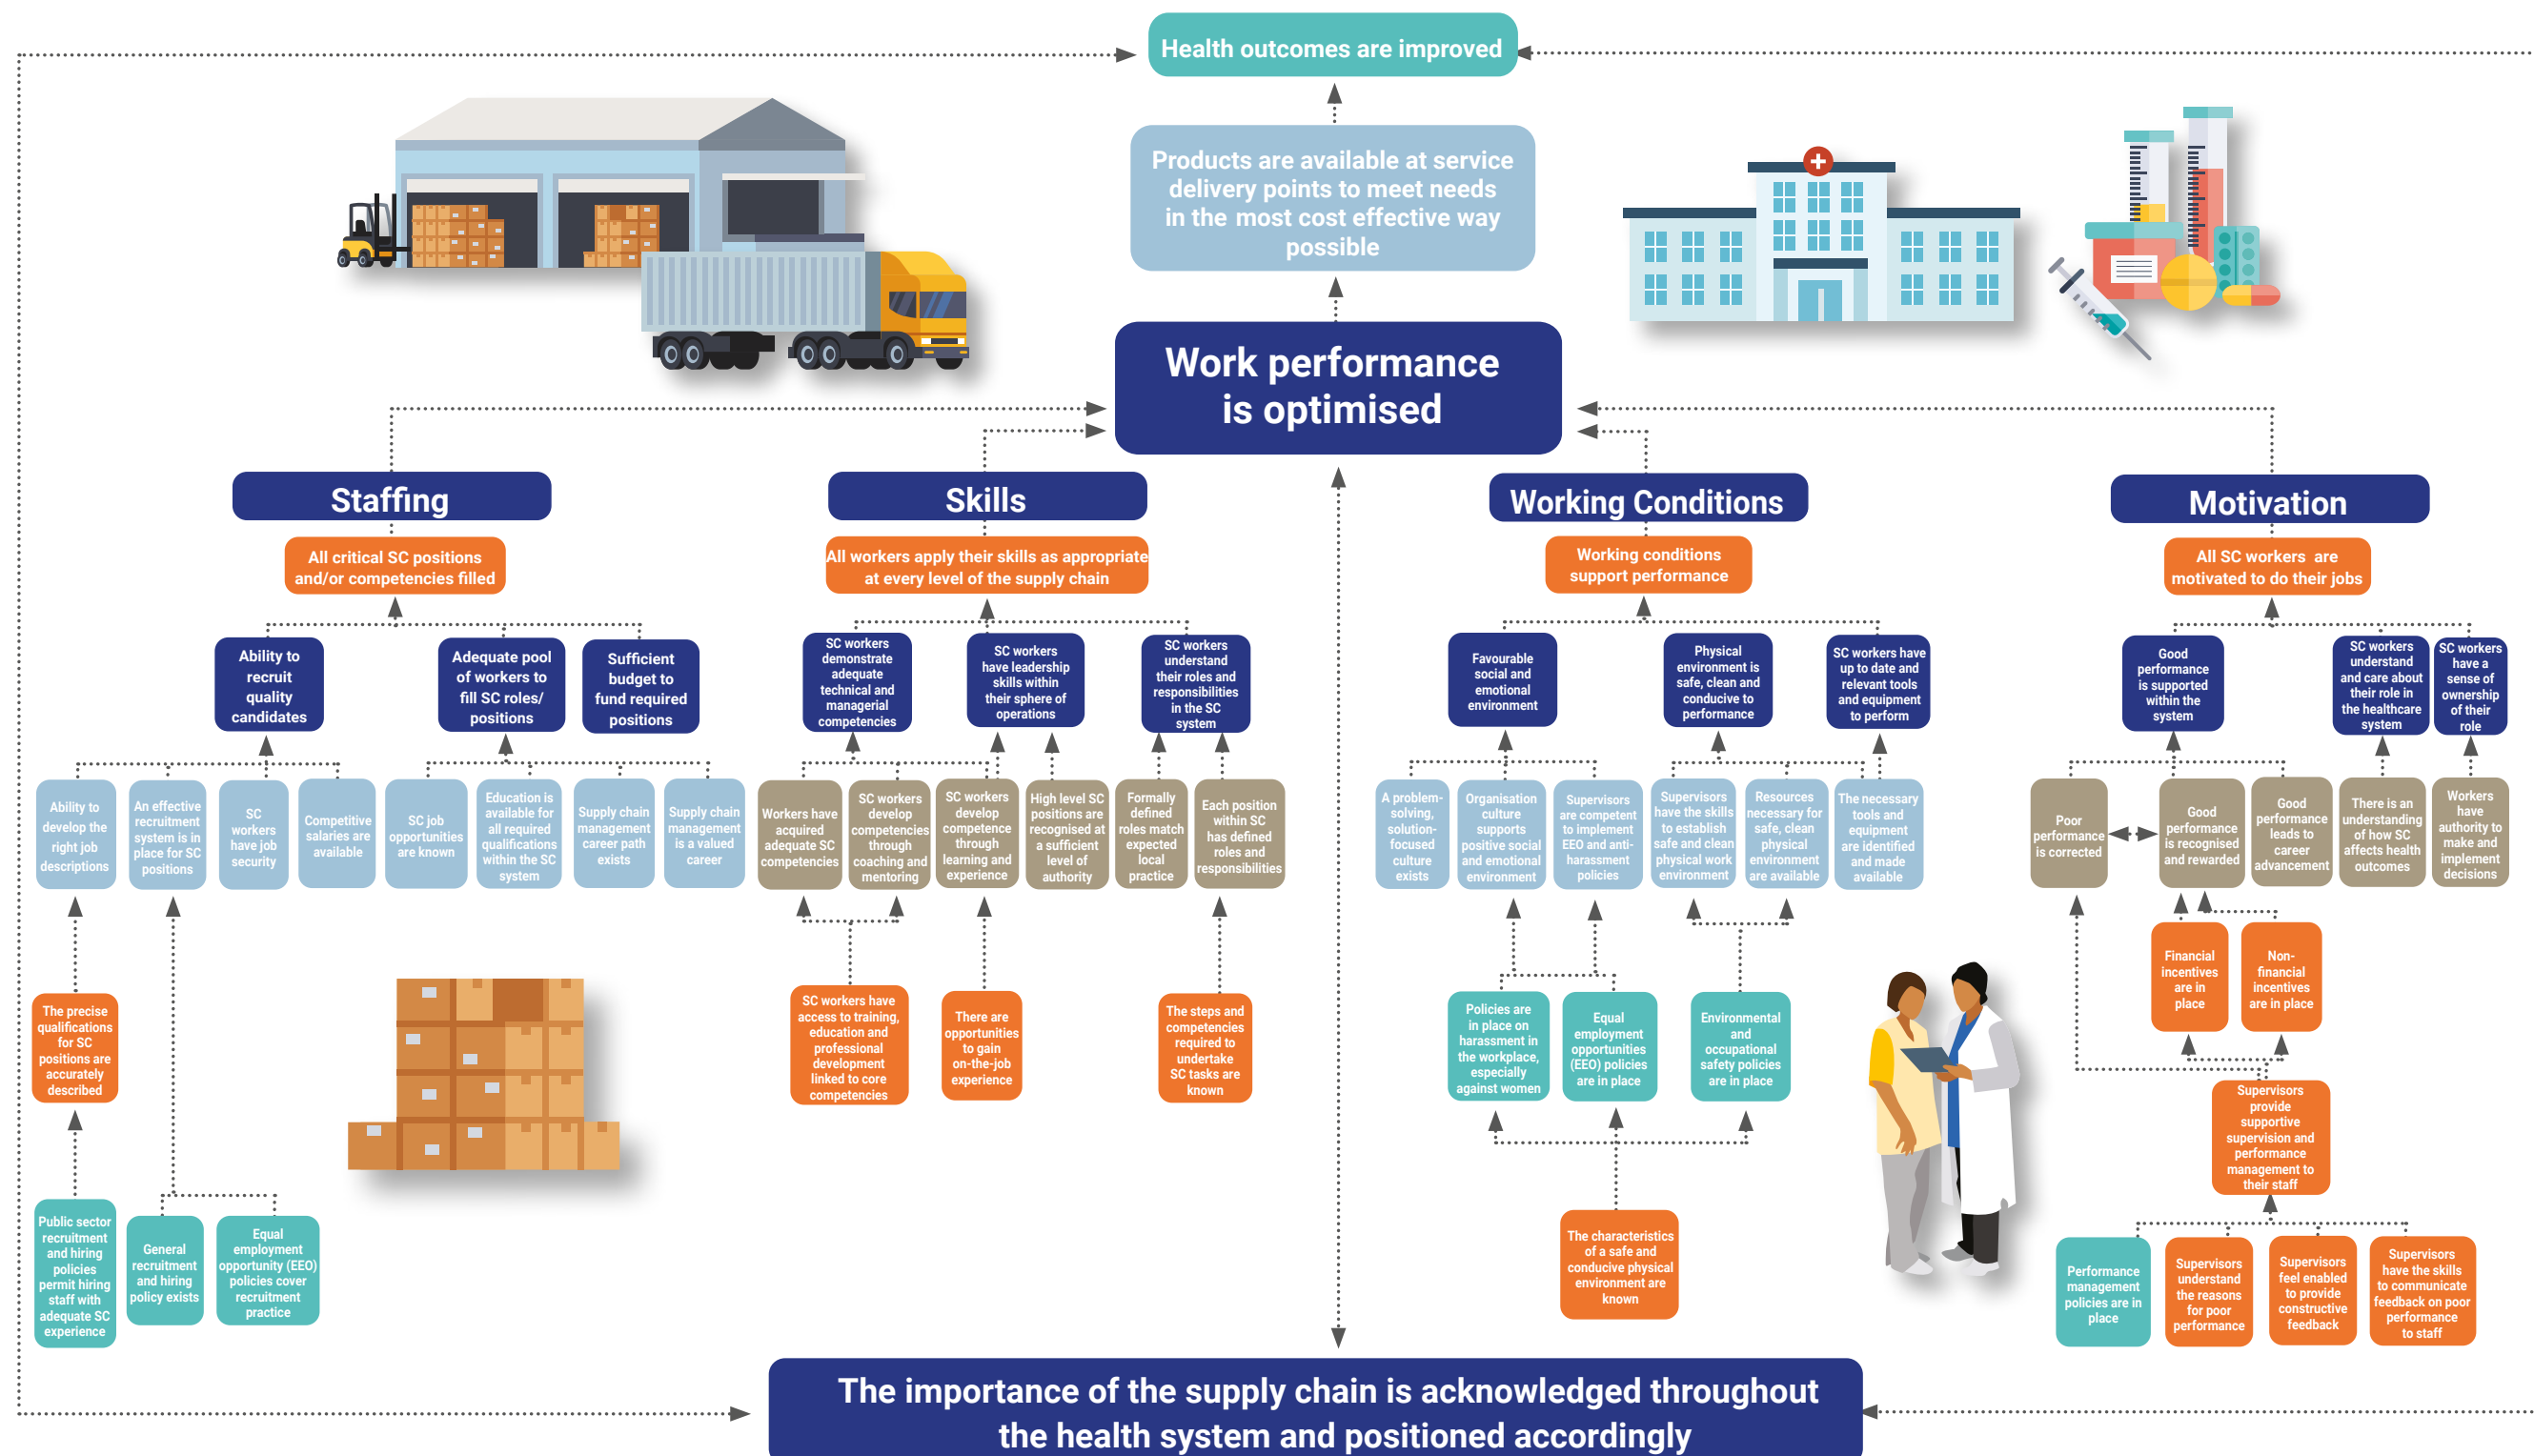 Health outcomes are improved
Products are available at service
delivery points to meet needs
in the most cost effective way
possible
Work performance
is optimised
Staffing
All critical SC positions
and/or competencies filled
Ability to
recruit
quality
candidates
Adequate pool
of workers to
fill SC roles/
positions
Sufficient
budget to
fund required
positions
Ability to
develop the
right job
descriptions
An effective
recruitment
system is in
place for SC
positions
SC
workers
have job
security
Competitive
salaries are
available
SC job
opportunities
are known
Education is
available for
all required
qualifications
within the SC
system
Supply chain
management
career path
exists
Supply chain
management
is a valued
career
The precise
qualifications
for SC
positions are
accurately
described
Public sector
recruitment
and hiring
policies
permit hiring
staff with
adequate SC
experience
General
recruitment
and hiring
policy exists
Equal
employment
opportunity (EEO)
policies cover
recruitment
practice
Skills
All workers apply their skills as appropriate
at every level of the supply chain
SC workers
demonstrate
adequate
technical and
managerial
competencies
SC workers
have leadership
skills within
their sphere of
operations
SC workers
understand
their roles and
responsibilities
in the SC
system
Workers have
acquired
adequate SC
competencies
SC workers
develop
competencies
through
coaching and
mentoring
SC workers
develop
competence
through
learning and
experience
High level SC
positions are
recognised at
a sufficient
level of
authority
Formally
defined
roles match
expected
local
practice
Each position
within SC
has defined
roles and
responsibilities
SC workers have
access to training,
education and
professional
development
linked to core
competencies
There are
opportunities
to gain
on-the-job
experience
The steps and
competencies
required to
undertake
SC tasks are
known
Working Conditions
Working conditions
support performance
Favourable
social and
emotional
environment
Physical
environment is
safe, clean and
conducive to
performance
SC workers have
up to date and
relevant tools
and equipment
to perform
A problem-
solving,
solution-
focused
culture
exists
Organisation
culture
supports
positive social
and emotional
environment
Supervisors
are competent
to implement
EEO and anti-
harassment
policies
Supervisors
have the skills
to establish
safe and clean
physical work
environment
Resources
necessary for
safe, clean
physical
environment
are available
The necessary
tools and
equipment
are identified
and made
available
Policies are
in place on
harassment in
the workplace,
especially
against women
Equal
employment
opportunities
(EEO) policies
are in place
Environmental
and
occupational
safety policies
are in place
The characteristics
of a safe and
conducive physical
environment are
known
Motivation
All SC workers are
motivated to do their jobs
Good
performance
is supported
within the
system
SC workers
understand
and care about
their role in
the healthcare
system
SC workers
have a
sense of
ownership
of their
role
Poor
performance
is corrected
Good
performance
is recognised
and rewarded
Good
performance
leads to
career
advancement
There is an
understanding
of how SC
affects health
outcomes
Workers
have
authority to
make and
implement
decisions
Financial
incentives
are in
place
Non-
financial
incentives
are in place
Supervisors
provide
supportive
supervision and
performance
management to
their staff
Performance
management
policies are in
place
Supervisors
understand
the reasons
for poor
performance
Supervisors
feel enabled
to provide
constructive
feedback
Supervisors
have the skills
to communicate
feedback on poor
performance
to staff
The importance of the supply chain is acknowledged throughout
the health system and positioned accordingly